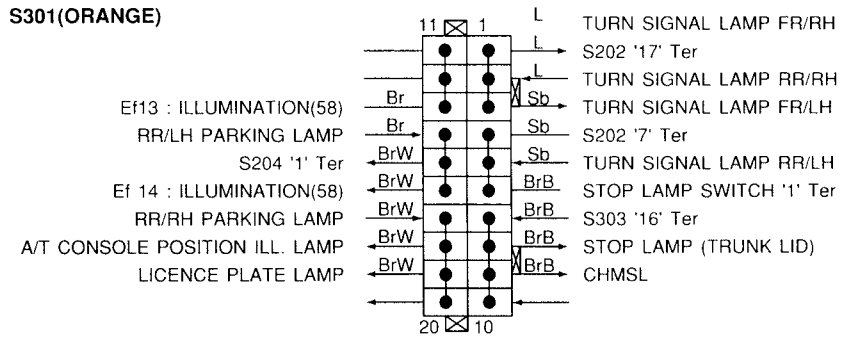 S301(ORANGE)
11 1
L TURN SIGNAL LAMP FR/RH
L S202 '17' Ter
L TURN SIGNAL LAMP RR/RH
Ef13 : ILLUMINATION(58) Br Sb TURN SIGNAL LAMP FR/LH
RR/LH PARKING LAMP Br Sb S202 '7' Ter
S204 '1' Ter BrW Sb TURN SIGNAL LAMP RR/LH
Ef 14 : ILLUMINATION(58) BrW BrB STOP LAMP SWITCH '1' Ter
RR/RH PARKING LAMP BrW BrB S303 '16' Ter
A/T CONSOLE POSITION ILL. LAMP BrW BrB STOP LAMP (TRUNK LID)
LICENCE PLATE LAMP BrW BrB CHMSL
20 10